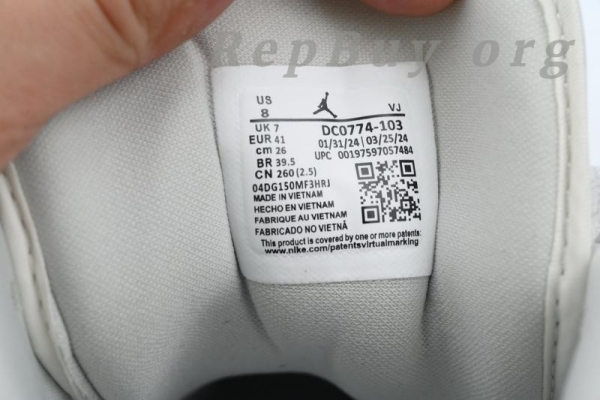 RepBuy org
US
8
VJ
UK 7
DC0774-103
EUR 41
01/31/24 | 03/25/24
cm 26
UPC 00197597057484
BR 39.5
CN 260 (2.5)
04DG150MF3HRJ
MADE IN VIETNAM
HECHO EN VIETNAM
FABRIQUE AU VIETNAM
FABRICADO NO VIETNÃ
This product is covered by one or more patents:
www.nike.com/patentsvirtualmarking